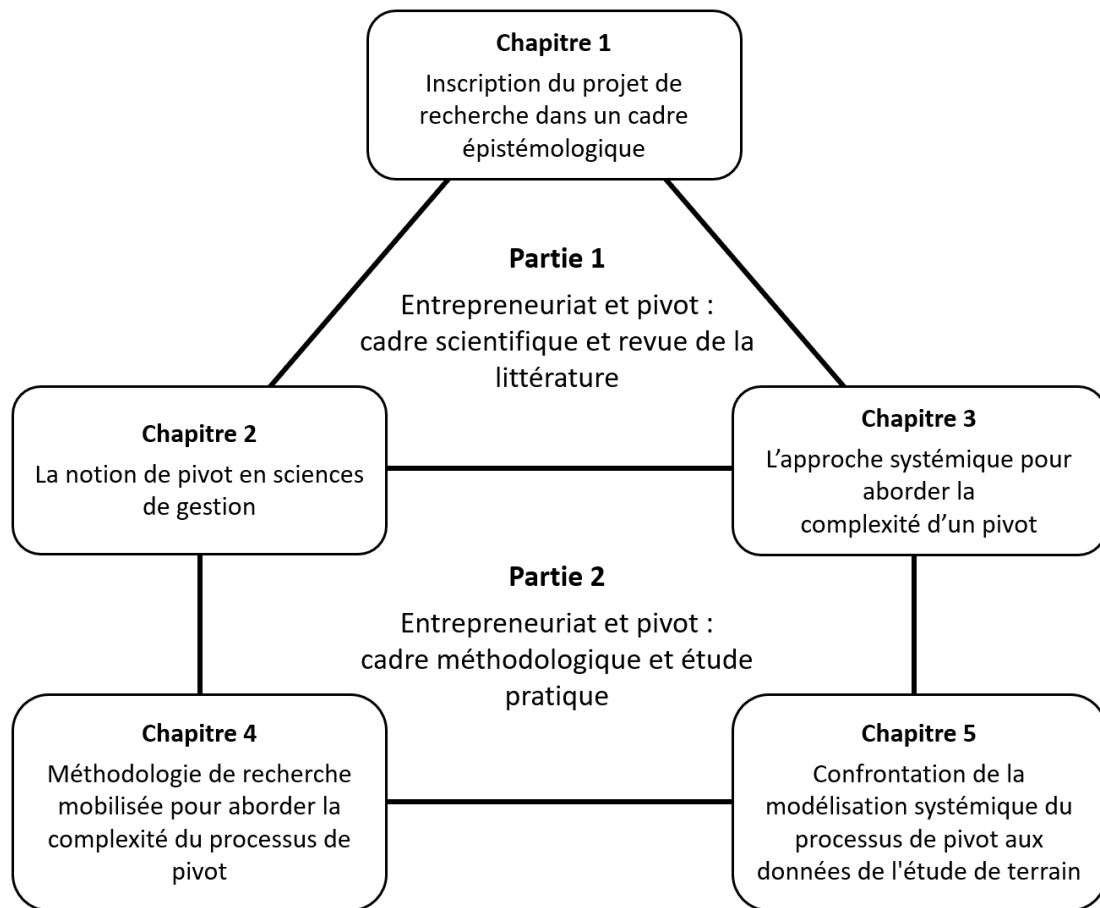 Chapitre 1
Inscription du projet de
recherche dans un cadre
épistémologique
Partie 1
Entrepreneuriat et pivot :
cadre scientifique et revue de la
littérature
Chapitre 2
La notion de pivot en sciences
de gestion
Chapitre 3
L’approche systémique pour
aborder la
complexité d’un pivot
Partie 2
Entrepreneuriat et pivot :
cadre méthodologique et étude
pratique
Chapitre 4
Méthodologie de recherche
mobilisée pour aborder la
complexité du processus de
pivot
Chapitre 5
Confrontation de la
modélisation systémique du
processus de pivot aux
données de l'étude de terrain